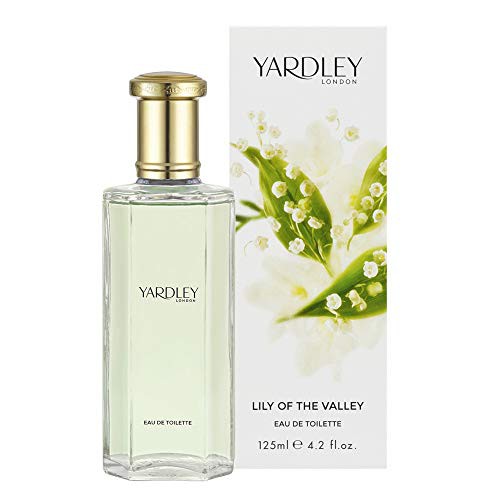 YARDLEY
LONDON
EAU DE TOILETTE
YARDLEY
LONDON
LILY OF THE VALLEY
EAU DE TOILETTE
125ml ℮ 4.2 fl.oz.